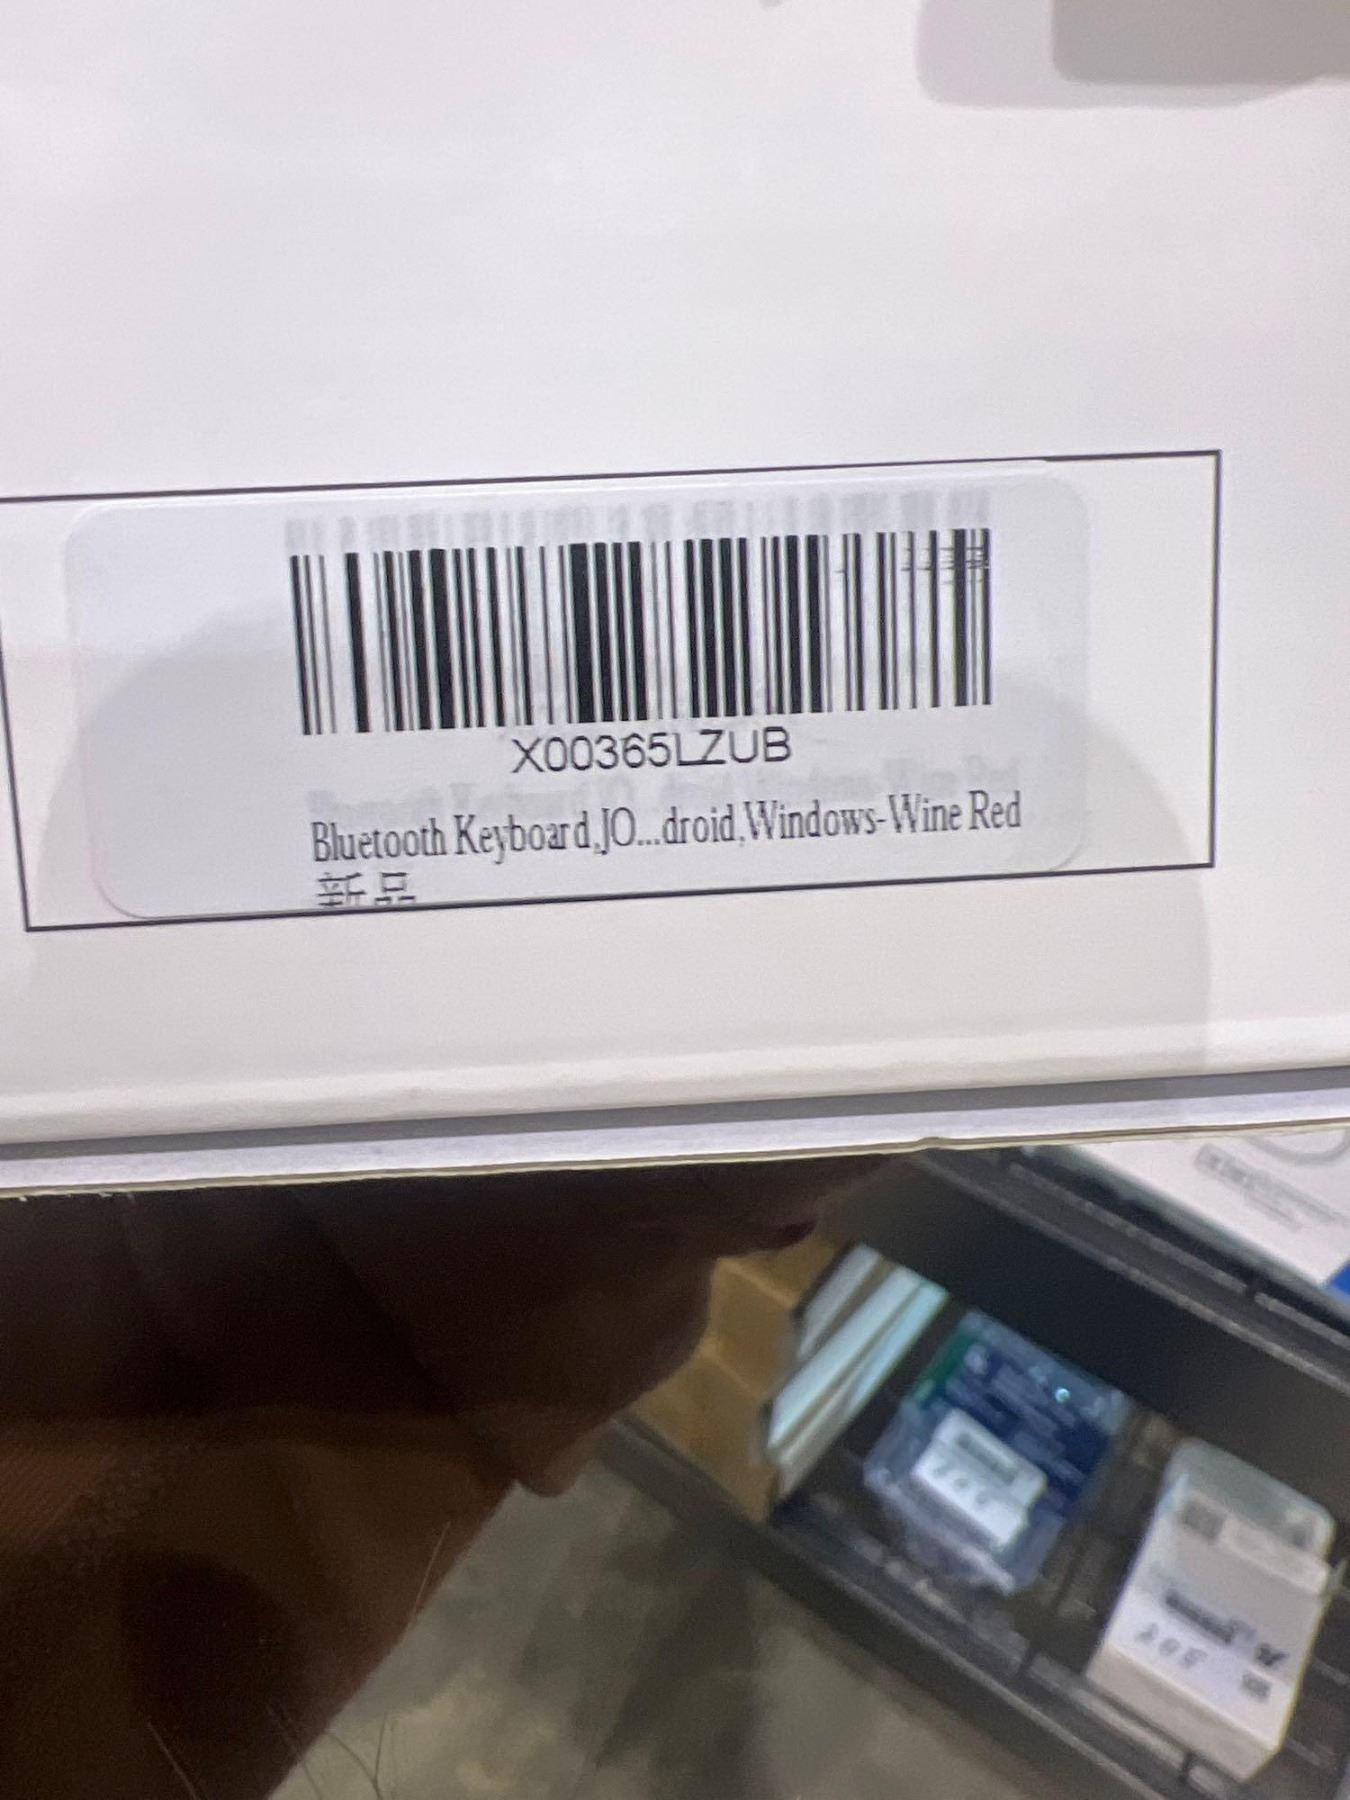 X00365LZUB
Bluetooth Keyboard,JO...droid,Windows-Wine Red
新品